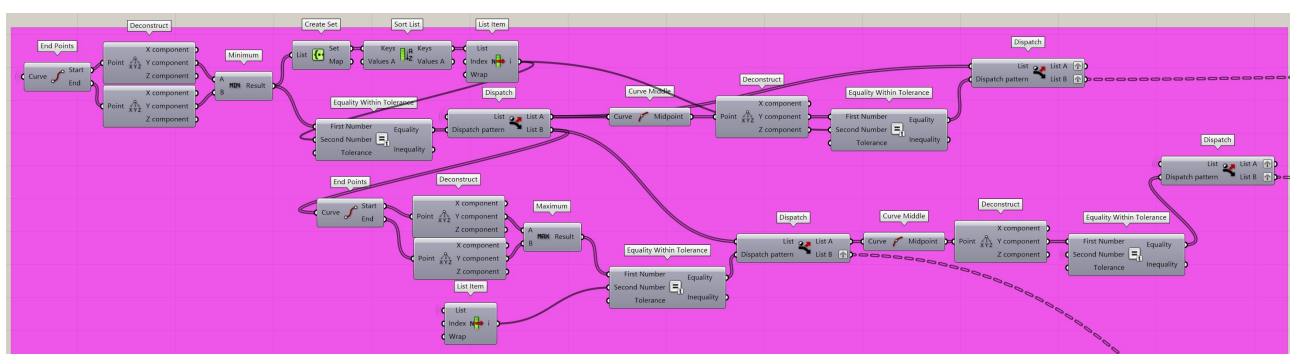 End Points
Curve Start
End
Deconstruct
Point X component
Y component
Z component
Point X component
Y component
Z component
Minimum
A
B
MIN Result
Create Set
List Set
Map
Sort List
Keys Keys
Values A Values A
List Item
List
Index i
Wrap
Equality Within Tolerance
First Number Equality
Second Number
Tolerance Inequality
Dispatch
List List A
Dispatch pattern List B
Curve Middle
Curve Midpoint
Deconstruct
Point X component
Y component
Z component
Equality Within Tolerance
First Number Equality
Second Number
Tolerance Inequality
Dispatch
List List A
Dispatch pattern List B
End Points
Curve Start
End
Deconstruct
Point X component
Y component
Z component
Point X component
Y component
Z component
Maximum
A
B
MAX Result
List Item
List
Index i
Wrap
Equality Within Tolerance
First Number Equality
Second Number
Tolerance Inequality
Dispatch
List List A
Dispatch pattern List B
Curve Middle
Curve Midpoint
Deconstruct
Point X component
Y component
Z component
Equality Within Tolerance
First Number Equality
Second Number
Tolerance Inequality
Dispatch
List List A
Dispatch pattern List B